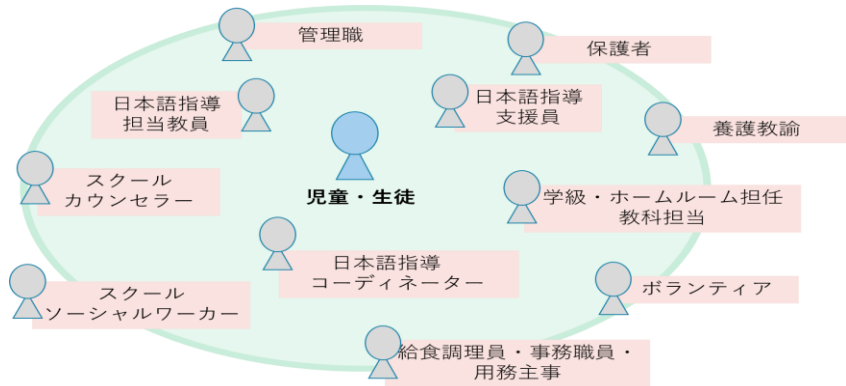 管理職
保護者
日本語指導
担当教員
日本語指導
支援員
養護教諭
スクール
カウンセラー
児童・生徒
学級・ホームルーム担任
教科担当
日本語指導
コーディネーター
スクール
ソーシャルワーカー
ボランティア
給食調理員・事務職員・
用務主事